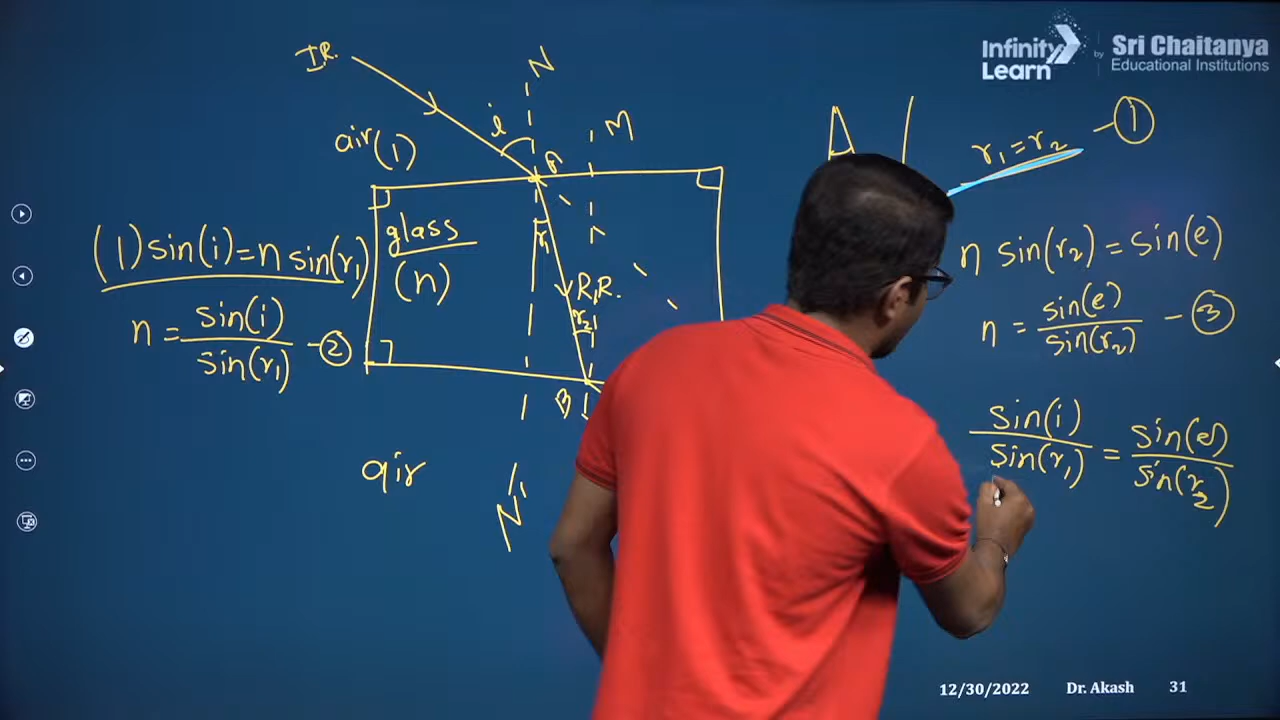 Infinity Learn by Sri Chaitanya Educational Institutions
I.R.
N
i
M
air (1)
r₁ = r₂ - ①
glass
(n)
(1) sin(i) = n sin(r₁)
n = sin(i) / sin(r₁) - ②
r₁
R.R.
r₂
B
air
N'
n sin(r₂) = sin(e)
n = sin(e) / sin(r₂) - ③
sin(i) / sin(r₁) = sin(e) / sin(r₂)
12/30/2022 Dr. Akash 31